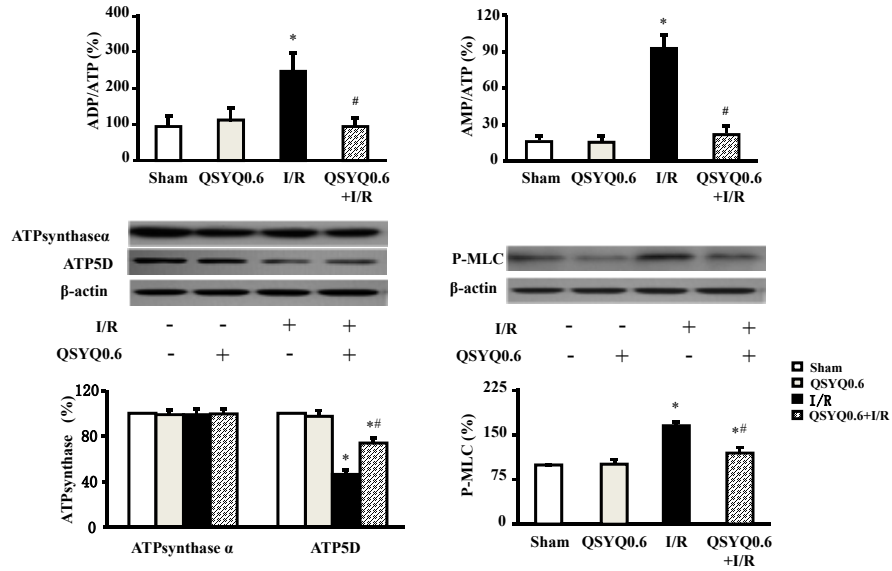 ADP/ATP (%)
400
300
200
100
0
*
#
Sham
QSYQ0.6
I/R
QSYQ0.6
+I/R
AMP/ATP (%)
120
90
60
30
0
*
#
Sham
QSYQ0.6
I/R
QSYQ0.6
+I/R
ATPsynthaseα
ATP5D
β-actin
I/R - - + +
QSYQ0.6 - + - +
P-MLC
β-actin
I/R - - + +
QSYQ0.6 - + - +
ATPsynthase (%)
120
80
40
0
*
*#
ATPsynthase α
ATP5D
P-MLC (%)
225
150
75
0
*
*#
Sham
QSYQ0.6
I/R
QSYQ0.6
+I/R
Sham
QSYQ0.6
I/R
QSYQ0.6+I/R